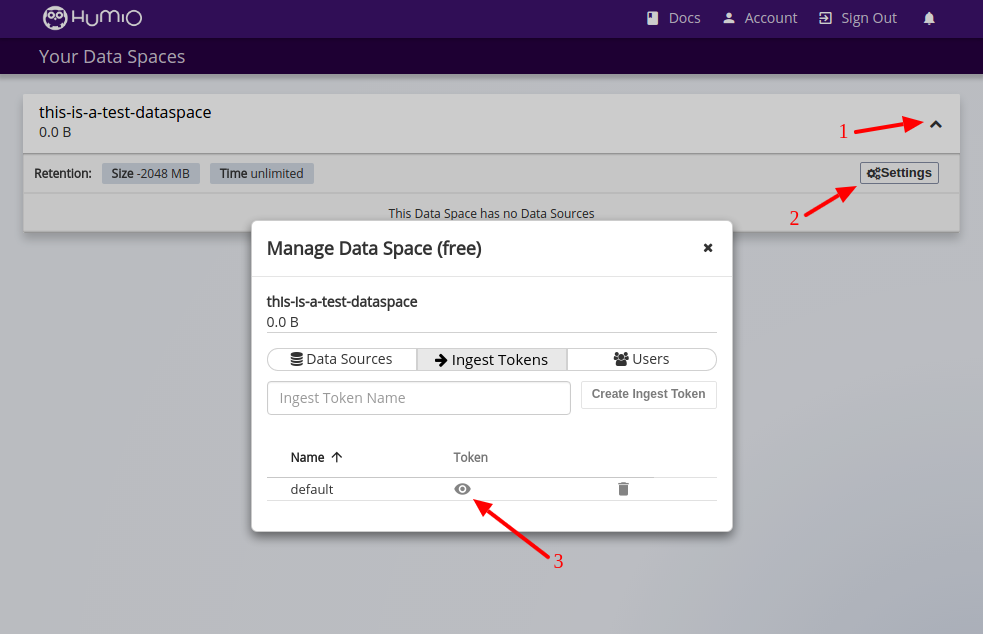 HUMIO
Docs Account Sign Out
Your Data Spaces
this-is-a-test-dataspace
0.0 B
1
Retention: Size -2048 MB Time unlimited Settings
2
This Data Space has no Data Sources
Manage Data Space (free)
this-is-a-test-dataspace
0.0 B
Data Sources Ingest Tokens Users
Ingest Token Name Create Ingest Token
Name Token
default
3